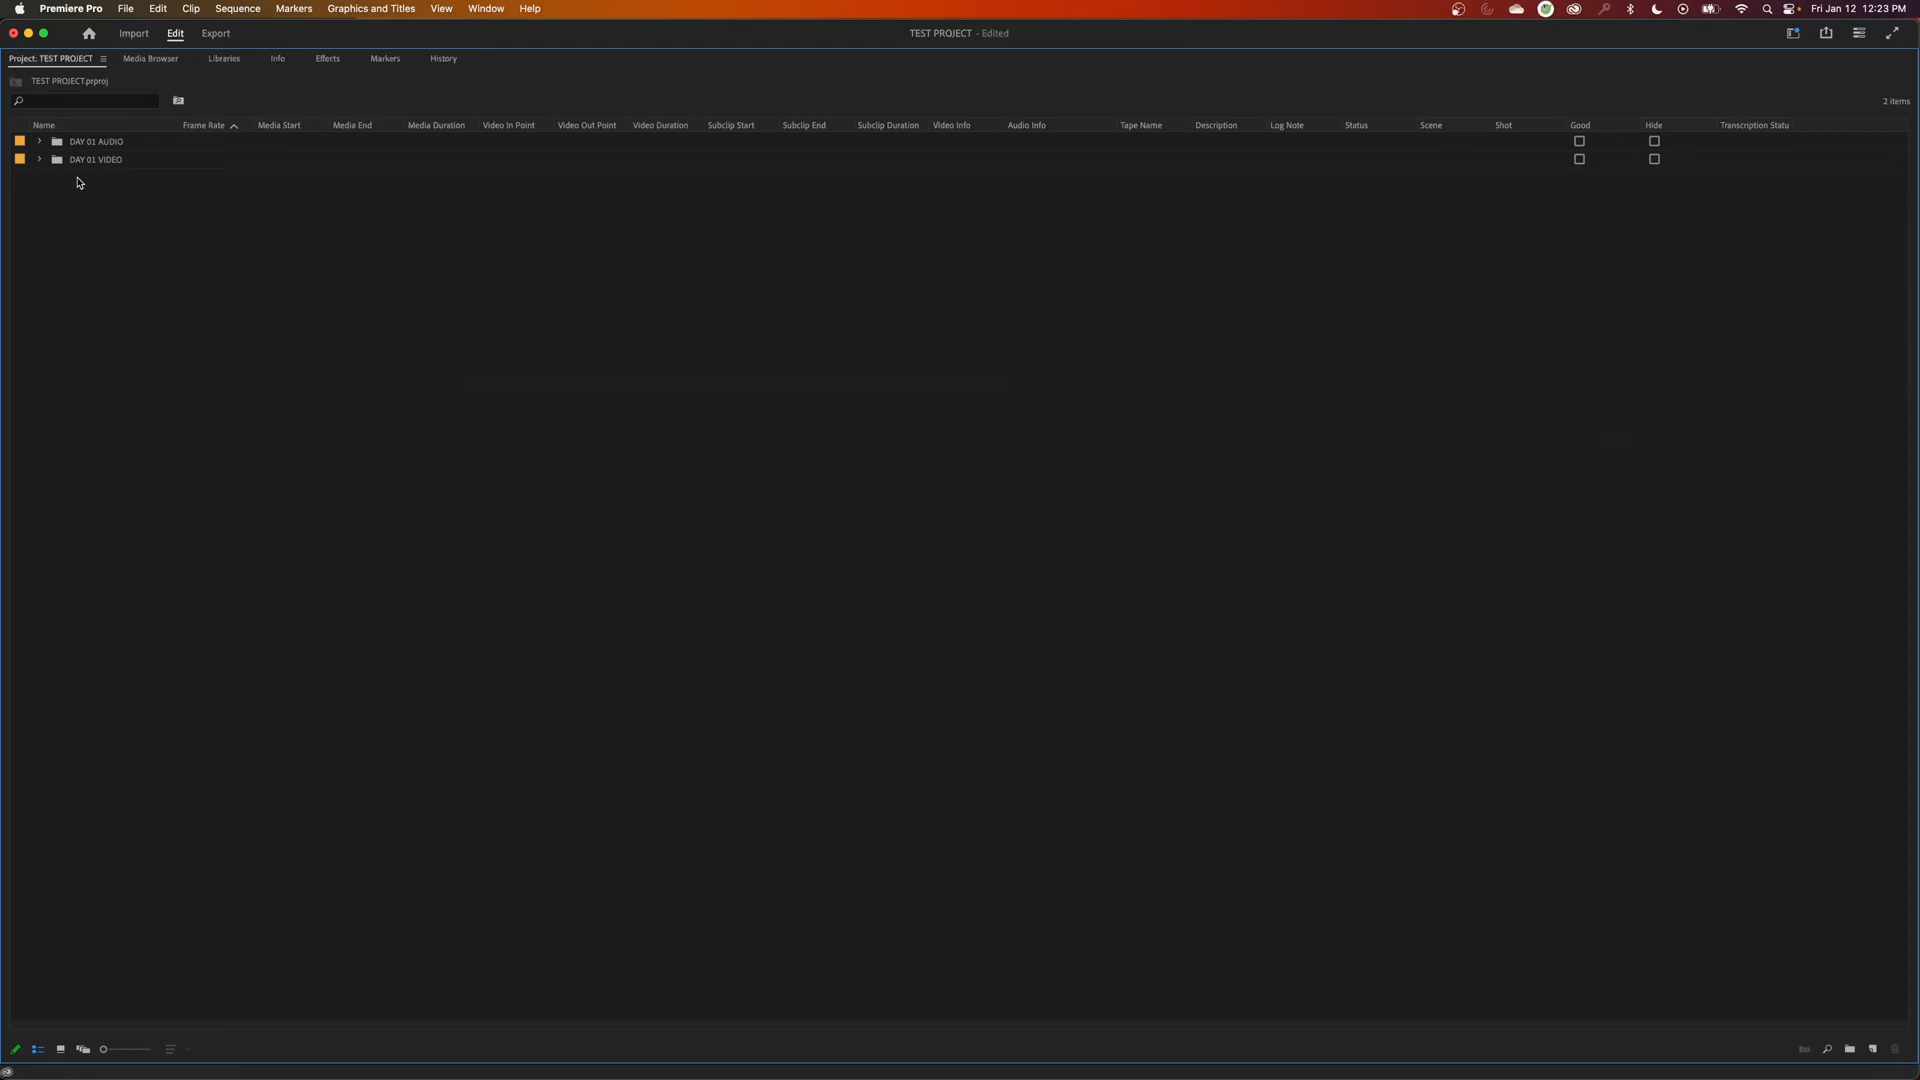 Premiere Pro File Edit Clip Sequence Markers Graphics and Titles View Window Help Fri Jan 12 12:23 PM
Import Edit Export TEST PROJECT - Edited
Project: TEST PROJECT Media Browser Libraries Info Effects Markers History
TEST PROJECT.prproj
2 items
Name Frame Rate Media Start Media End Media Duration Video In Point Video Out Point Video Duration Subclip Start Subclip End Subclip Duration Video Info Audio Info Tape Name Description Log Note Status Scene Shot Good Hide Transcription Statu
DAY 01 AUDIO
DAY 01 VIDEO